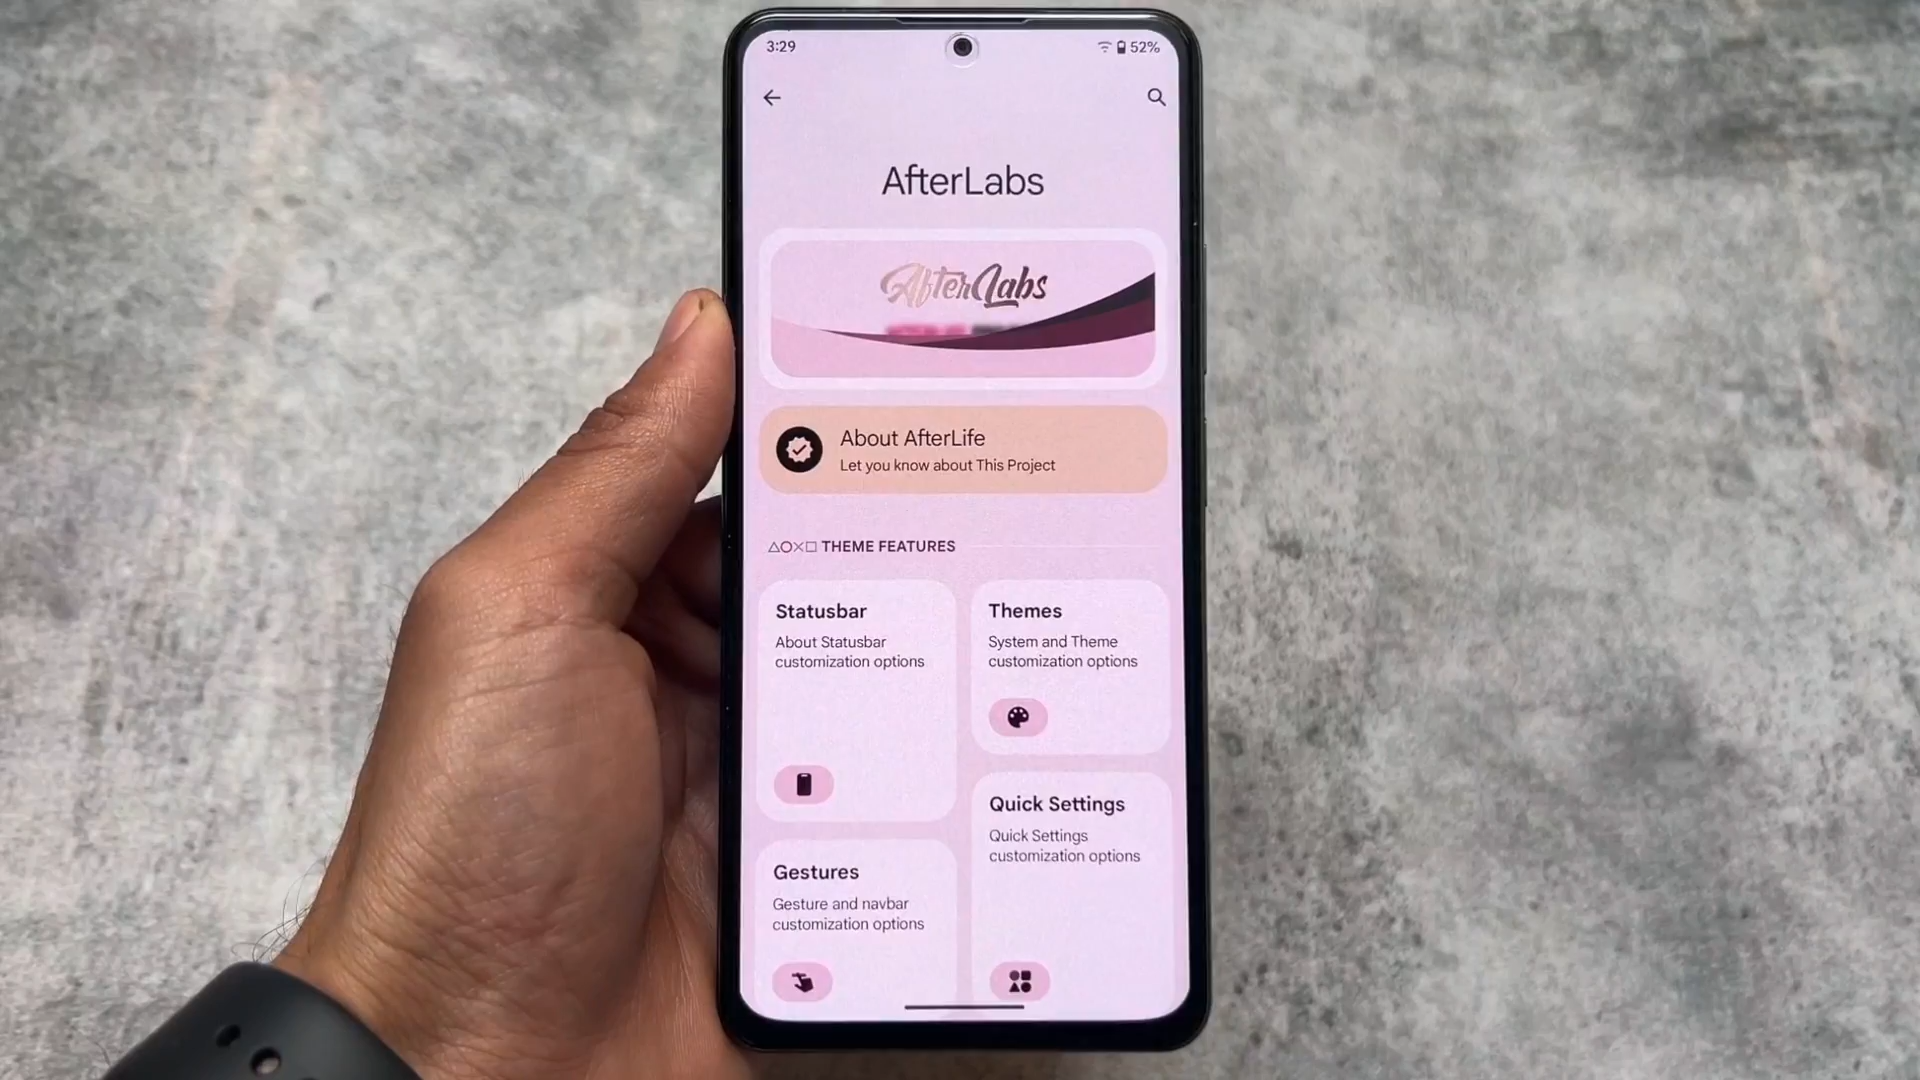 3:29
52%
AfterLabs
AfterLabs
About AfterLife
Let you know about This Project
△○×□ THEME FEATURES
Statusbar
About Statusbar
customization options
Themes
System and Theme
customization options
Quick Settings
Quick Settings
customization options
Gestures
Gesture and navbar
customization options